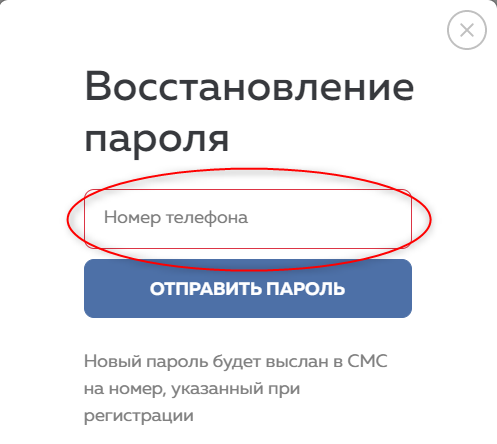 Восстановление
пароля
Номер телефона
ОТПРАВИТЬ ПАРОЛЬ
Новый пароль будет выслан в СМС
на номер, указанный при
регистрации